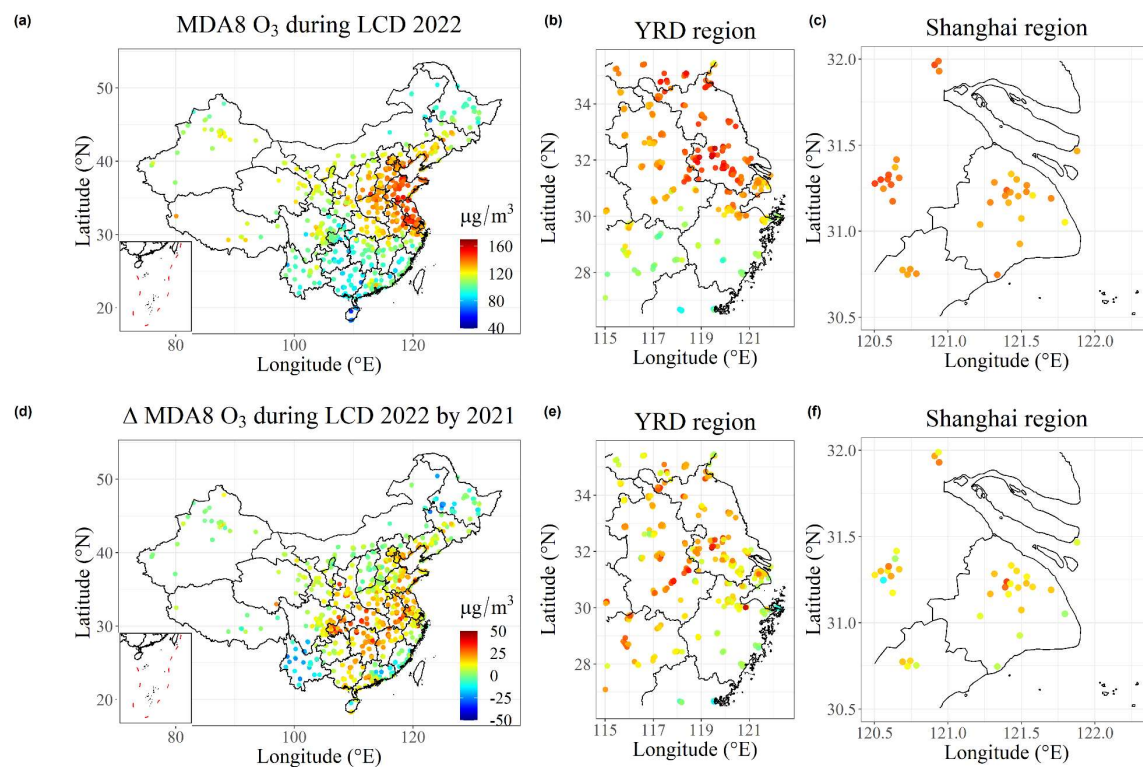 (a)
MDA8 O₃ during LCD 2022
50
40
30
20
Latitude (°N)
μg/m³
160
120
80
40
80
100
120
Longitude (°E)
(b)
YRD region
34
32
30
28
Latitude (°N)
115
117
119
121
Longitude (°E)
(c)
Shanghai region
32.0
31.5
31.0
30.5
Latitude (°N)
120.5
121.0
121.5
122.0
Longitude (°E)
(d)
Δ MDA8 O₃ during LCD 2022 by 2021
50
40
30
20
Latitude (°N)
μg/m³
50
25
0
-25
-50
80
100
120
Longitude (°E)
(e)
YRD region
34
32
30
28
Latitude (°N)
115
117
119
121
Longitude (°E)
(f)
Shanghai region
32.0
31.5
31.0
30.5
Latitude (°N)
120.5
121.0
121.5
122.0
Longitude (°E)